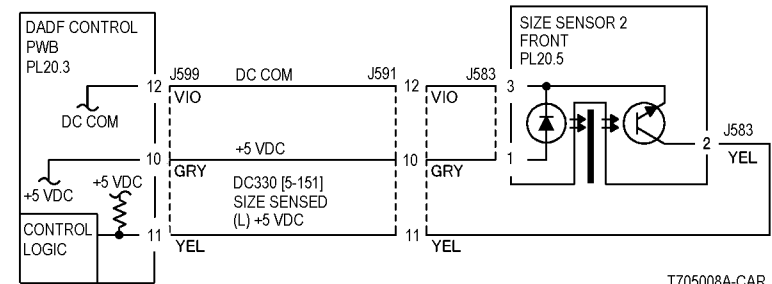 DADF CONTROL
PWB
PL20.3
SIZE SENSOR 2
FRONT
PL20.5
12 J599 DC COM J591 12 J583 3
VIO VIO
DC COM
J583
2
YEL
10 +5 VDC 10 1
GRY GRY
+5 VDC
+5 VDC
DC330 [5-151]
SIZE SENSED
(L) +5 VDC
CONTROL
LOGIC
11 11
YEL
T705008A-CAR